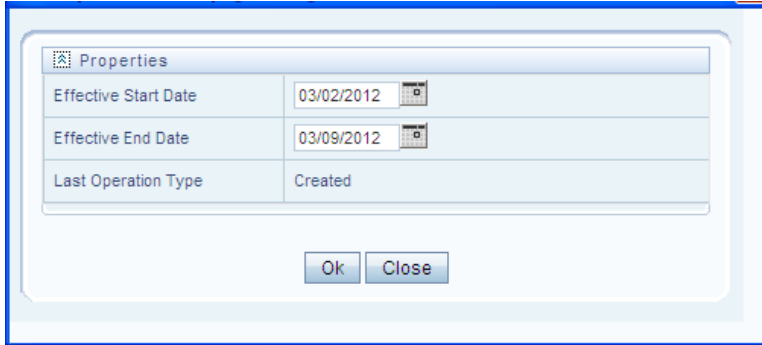 Properties
Effective Start Date 03/02/2012
Effective End Date 03/09/2012
Last Operation Type Created
Ok Close